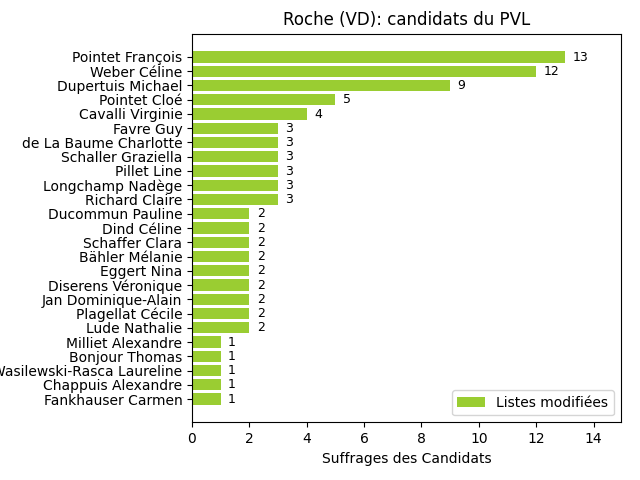 Roche (VD): candidats du PVL
Pointet François 13
Weber Céline 12
Dupertuis Michael 9
Pointet Cloé 5
Cavalli Virginie 4
Favre Guy 3
de La Baume Charlotte 3
Schaller Graziella 3
Pillet Line 3
Longchamp Nadège 3
Richard Claire 3
Ducommun Pauline 2
Dind Céline 2
Schaffer Clara 2
Bähler Mélanie 2
Eggert Nina 2
Diserens Véronique 2
Jan Dominique-Alain 2
Plagellat Cécile 2
Lude Nathalie 2
Milliet Alexandre 1
Bonjour Thomas 1
Wasilewski-Rasca Laureline 1
Chappuis Alexandre 1
Fankhauser Carmen 1
Listes modifiées
0 2 4 6 8 10 12 14
Suffrages des Candidats